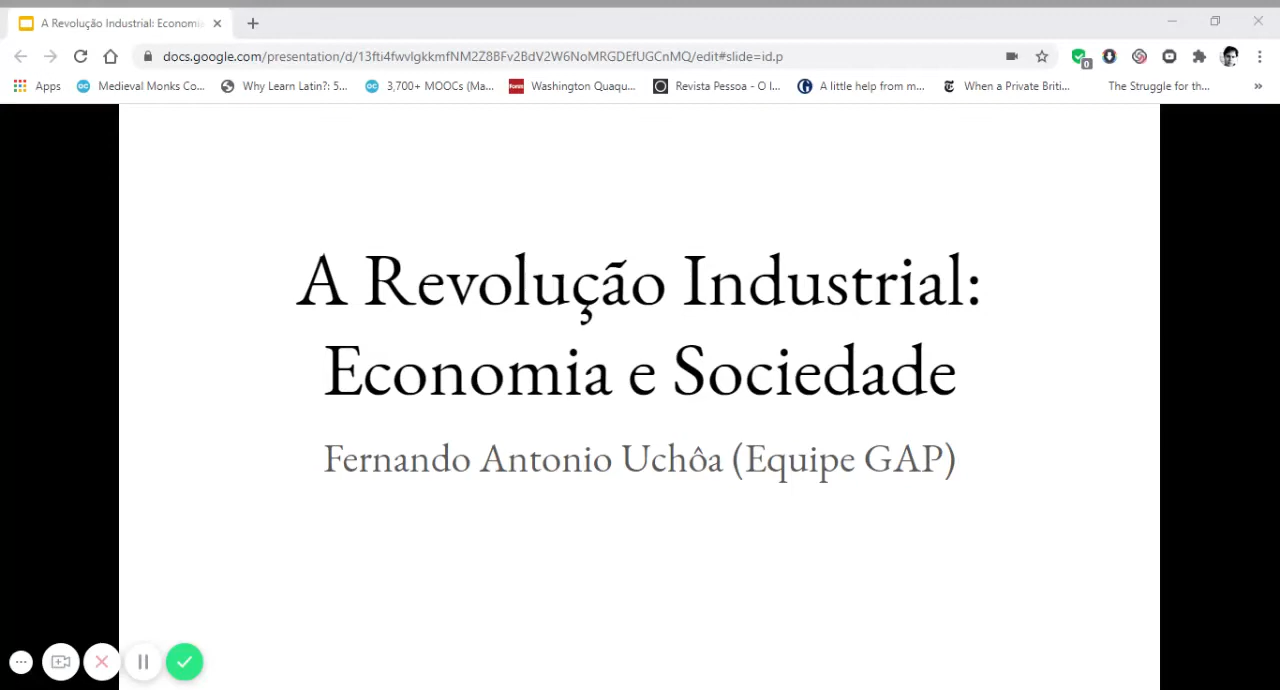 A Revolução Industrial: Economi
docs.google.com/presentation/d/13fti4fwvlgkkmfNM2Z8BFv2BdV2W6NoMRGDEfUGCnMQ/edit#slide=id.p
0
Apps
Medieval Monks Co...
Why Learn Latin?: 5...
3,700+ MOOCs (Ma...
Washington Quaqu...
Revista Pessoa - O l...
A little help from m...
When a Private Briti...
The Struggle for th...
A Revolução Industrial:
Economia e Sociedade
Fernando Antonio Uchôa (Equipe GAP)